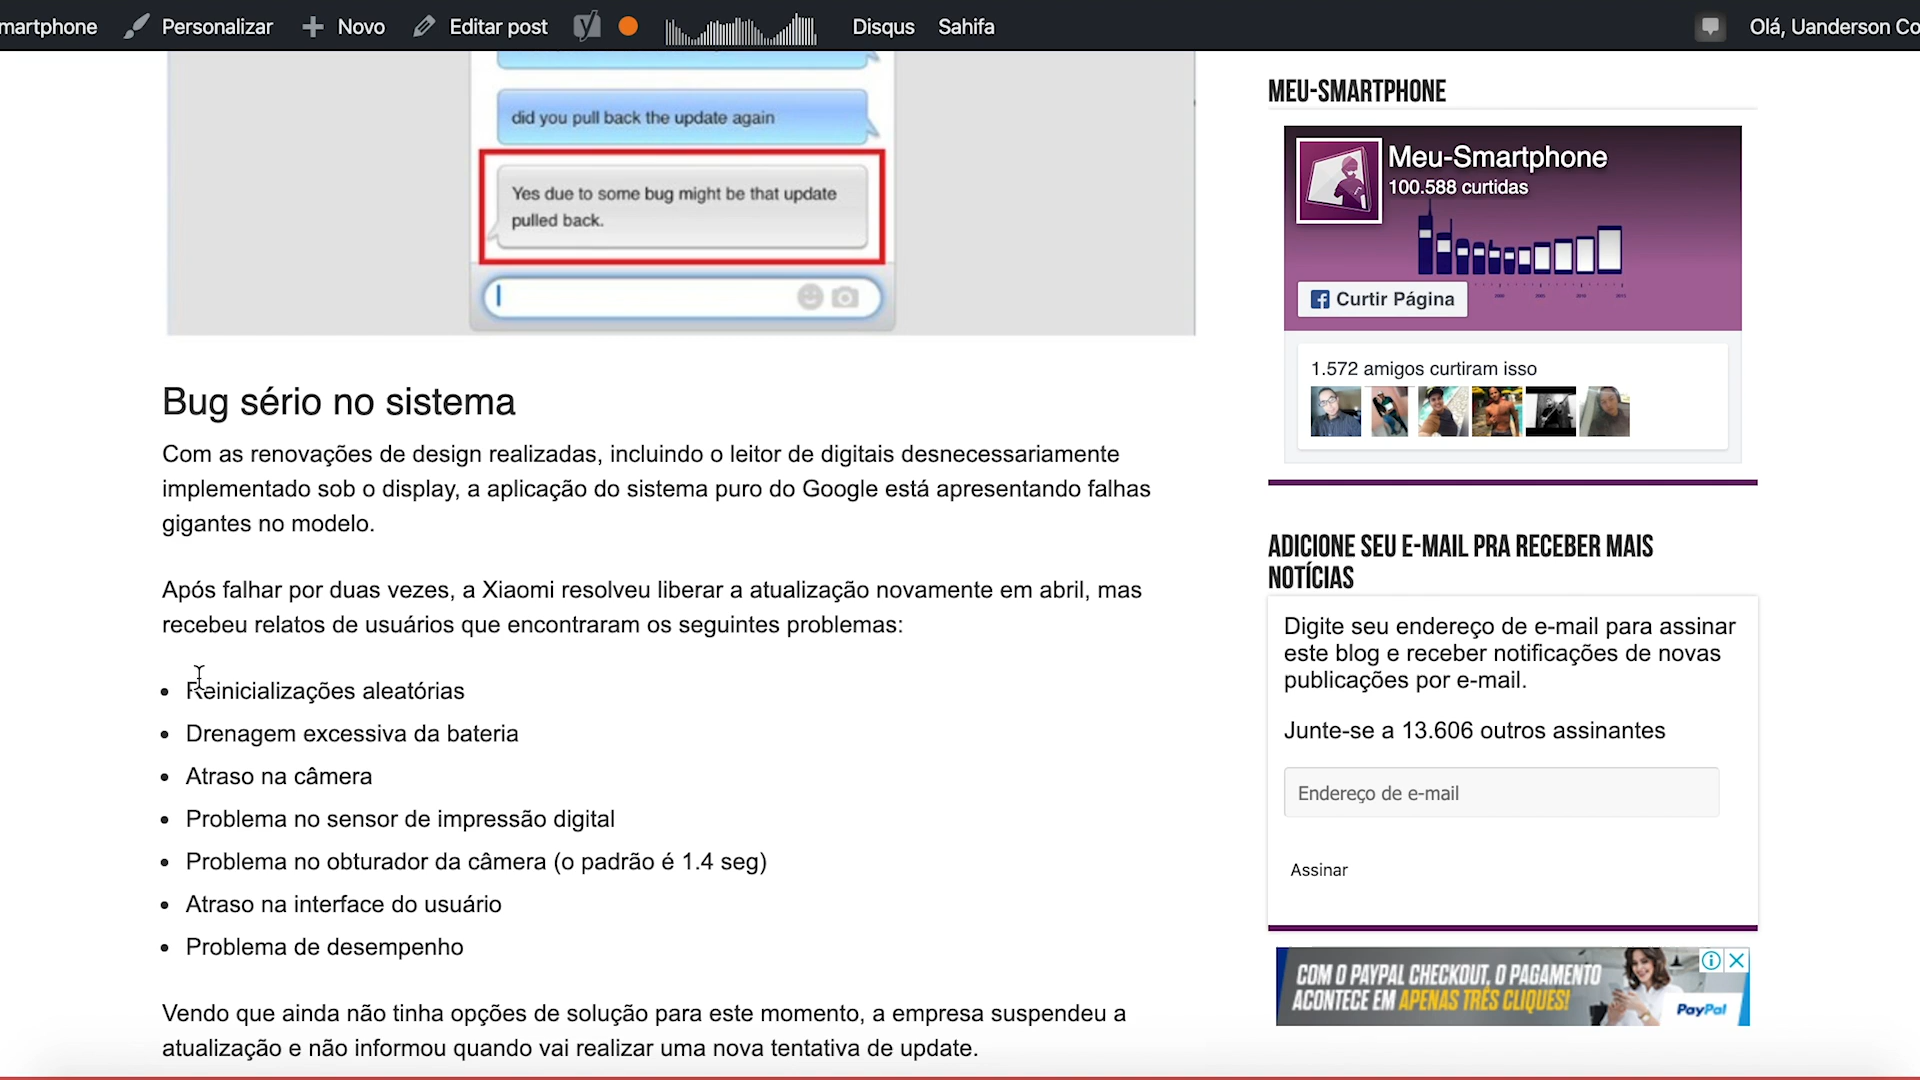 martphone Personalizar Novo Editar post Disqus Sahifa Olá, Uanderson Co
did you pull back the update again
Yes due to some bug might be that update
pulled back.
Bug sério no sistema
Com as renovações de design realizadas, incluindo o leitor de digitais desnecessariamente
implementado sob o display, a aplicação do sistema puro do Google está apresentando falhas
gigantes no modelo.
Após falhar por duas vezes, a Xiaomi resolveu liberar a atualização novamente em abril, mas
recebeu relatos de usuários que encontraram os seguintes problemas:
Reinicializações aleatórias
Drenagem excessiva da bateria
Atraso na câmera
Problema no sensor de impressão digital
Problema no obturador da câmera (o padrão é 1.4 seg)
Atraso na interface do usuário
Problema de desempenho
Vendo que ainda não tinha opções de solução para este momento, a empresa suspendeu a
atualização e não informou quando vai realizar uma nova tentativa de update.
MEU-SMARTPHONE
Meu-Smartphone
100.588 curtidas
Curtir Página
1.572 amigos curtiram isso
ADICIONE SEU E-MAIL PRA RECEBER MAIS
NOTÍCIAS
Digite seu endereço de e-mail para assinar
este blog e receber notificações de novas
publicações por e-mail.
Junte-se a 13.606 outros assinantes
Endereço de e-mail
Assinar
COM O PAYPAL CHECKOUT, O PAGAMENTO
ACONTECE EM APENAS TRÊS CLIQUES!
PayPal